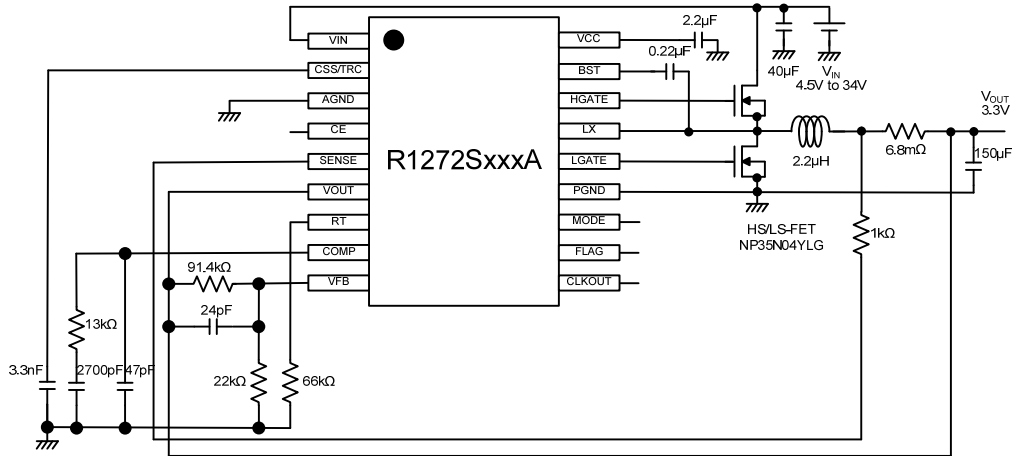 VIN
CSS/TRC
AGND
CE
SENSE
VOUT
RT
COMP
VFB
R1272SxxxA
VCC
BST
HGATE
LX
LGATE
PGND
MODE
FLAG
CLKOUT
2.2µF
0.22µF
40µF
VIN
4.5V to 34V
VOUT
3.3V
2.2µH
6.8mΩ
150µF
HS/LS-FET
NP35N04YLG
1kΩ
91.4kΩ
24pF
13kΩ
3.3nF
2700pF
47pF
22kΩ
66kΩ